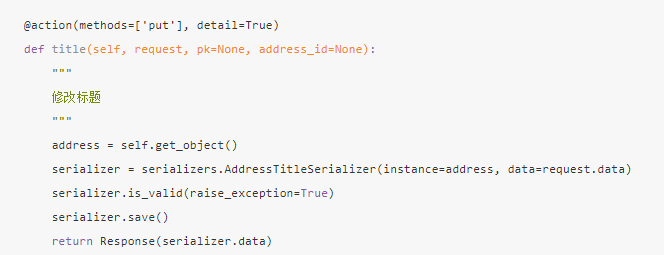 @action(methods=['put'], detail=True)
def title(self, request, pk=None, address_id=None):
    """
    修改标题
    """
    address = self.get_object()
    serializer = serializers.AddressTitleSerializer(instance=address, data=request.data)
    serializer.is_valid(raise_exception=True)
    serializer.save()
    return Response(serializer.data)